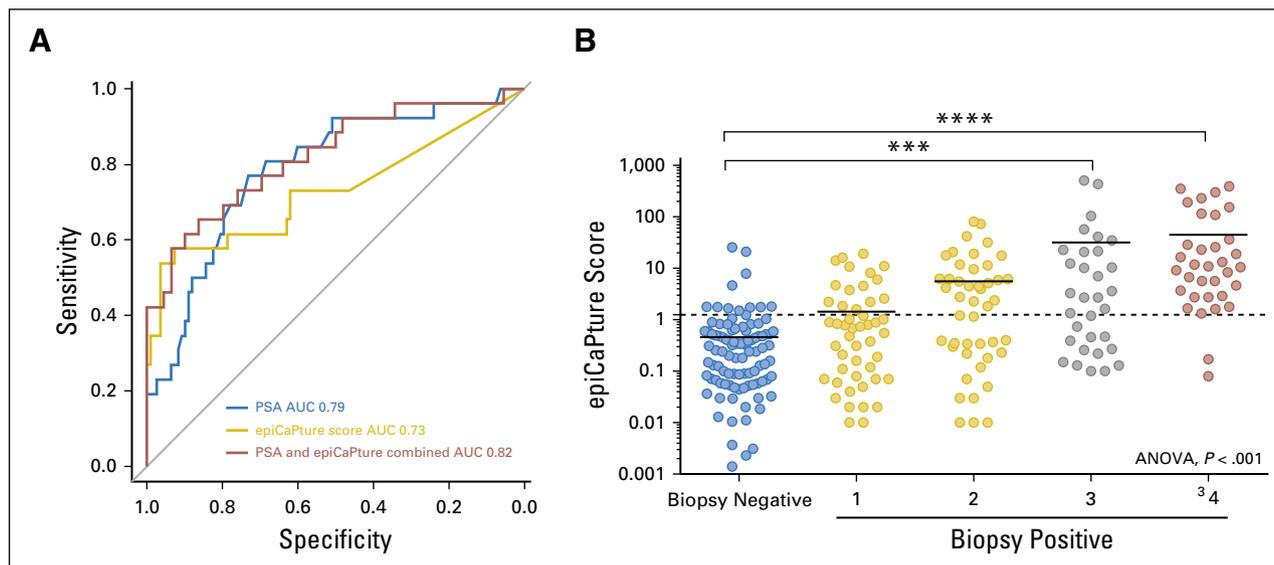 A
Sensitivity
1.0
0.8
0.6
0.4
0.2
0.0
PSA AUC 0.79
epiCaPture score AUC 0.73
PSA and epiCaPture combined AUC 0.82
1.0 0.8 0.6 0.4 0.2 0.0
Specificity
B
epiCaPture Score
****
***
1,000
100
10
1
0.1
0.01
0.001
ANOVA, P < .001
Biopsy Negative 1 2 3 ³4
Biopsy Positive